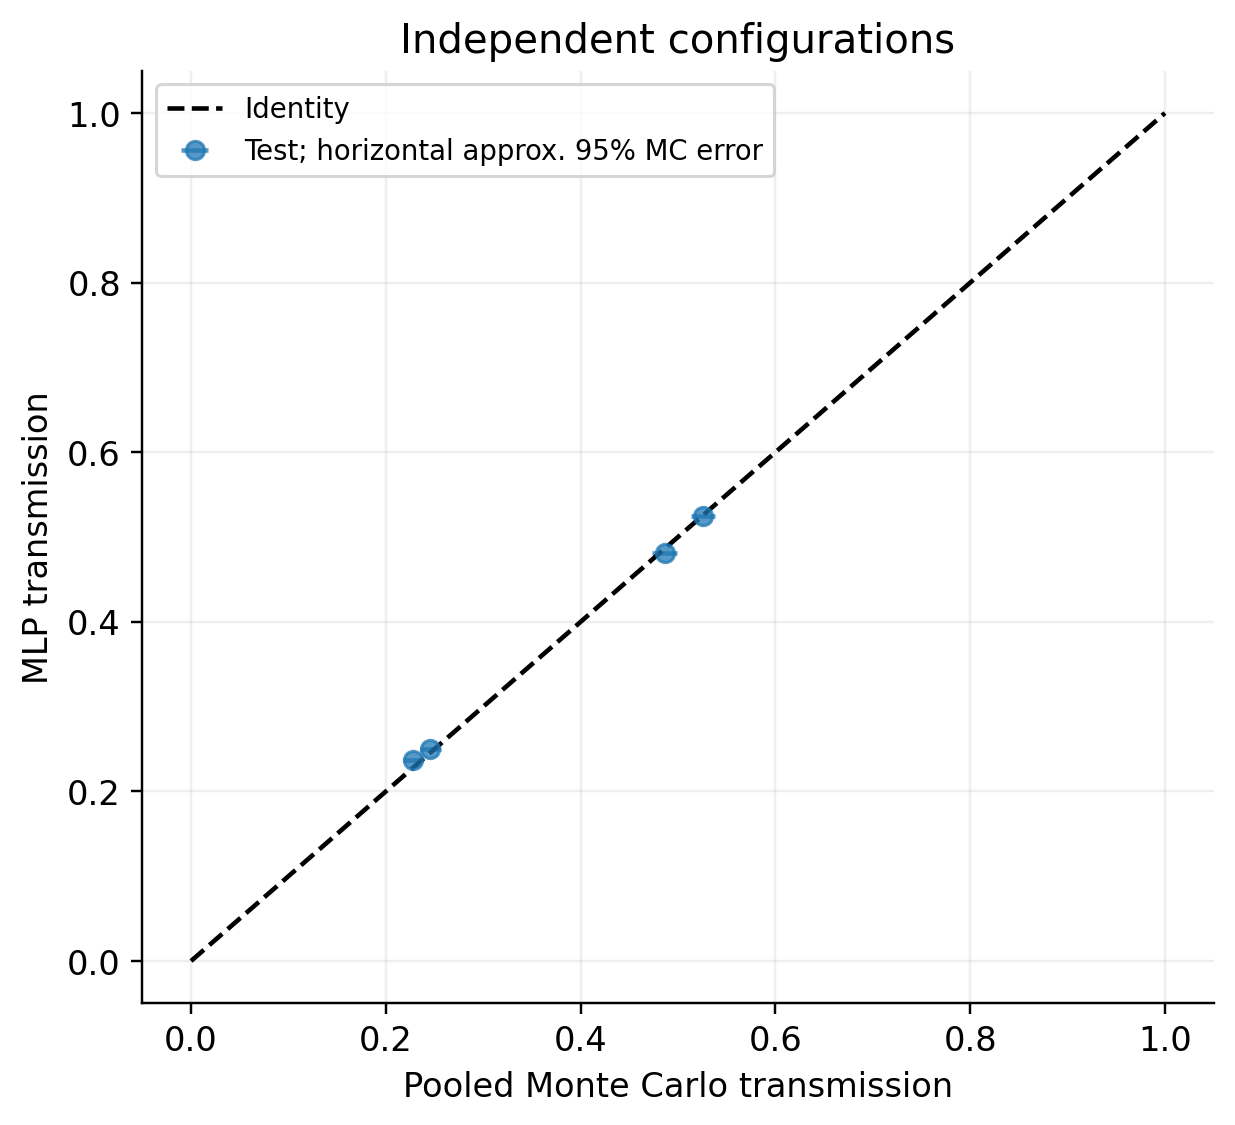 Independent configurations
Identity
Test; horizontal approx. 95% MC error
MLP transmission
1.0
0.8
0.6
0.4
0.2
0.0
0.0 0.2 0.4 0.6 0.8 1.0
Pooled Monte Carlo transmission